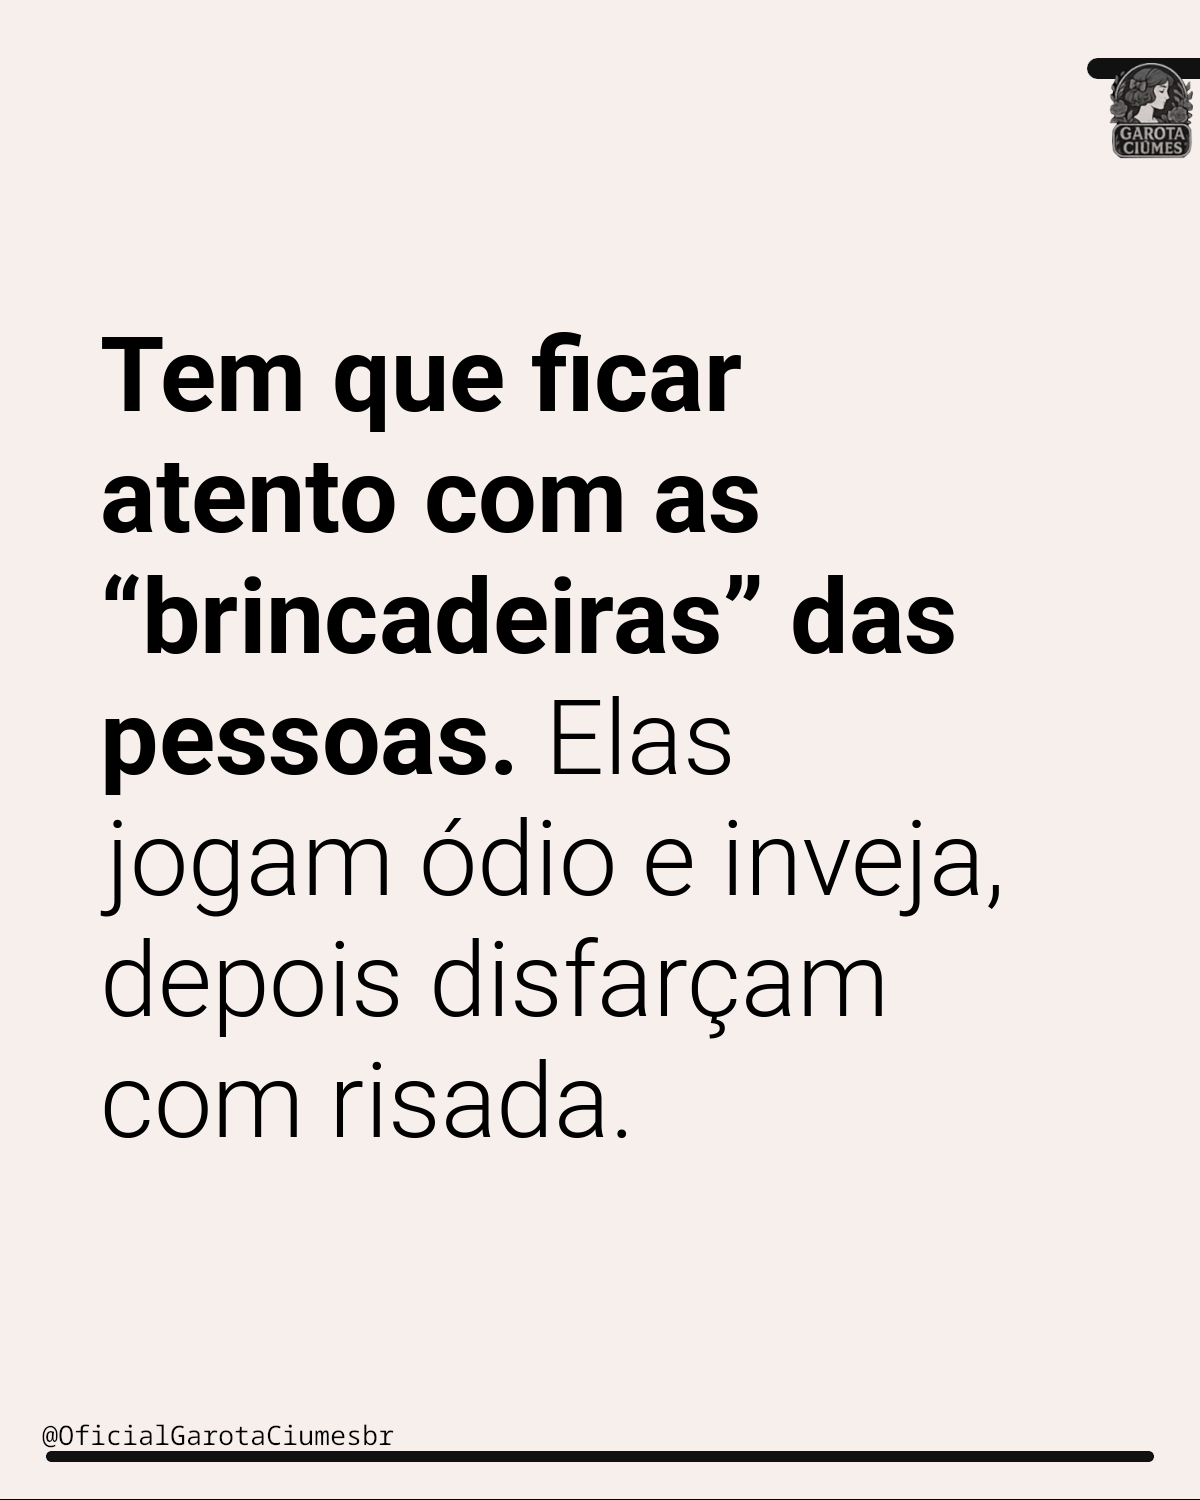 GAROTA
CIÚMES
Tem que ficar
atento com as
“brincadeiras” das
pessoas. Elas
jogam ódio e inveja,
depois disfarçam
com risada.
@OficialGarotaCiumesbr